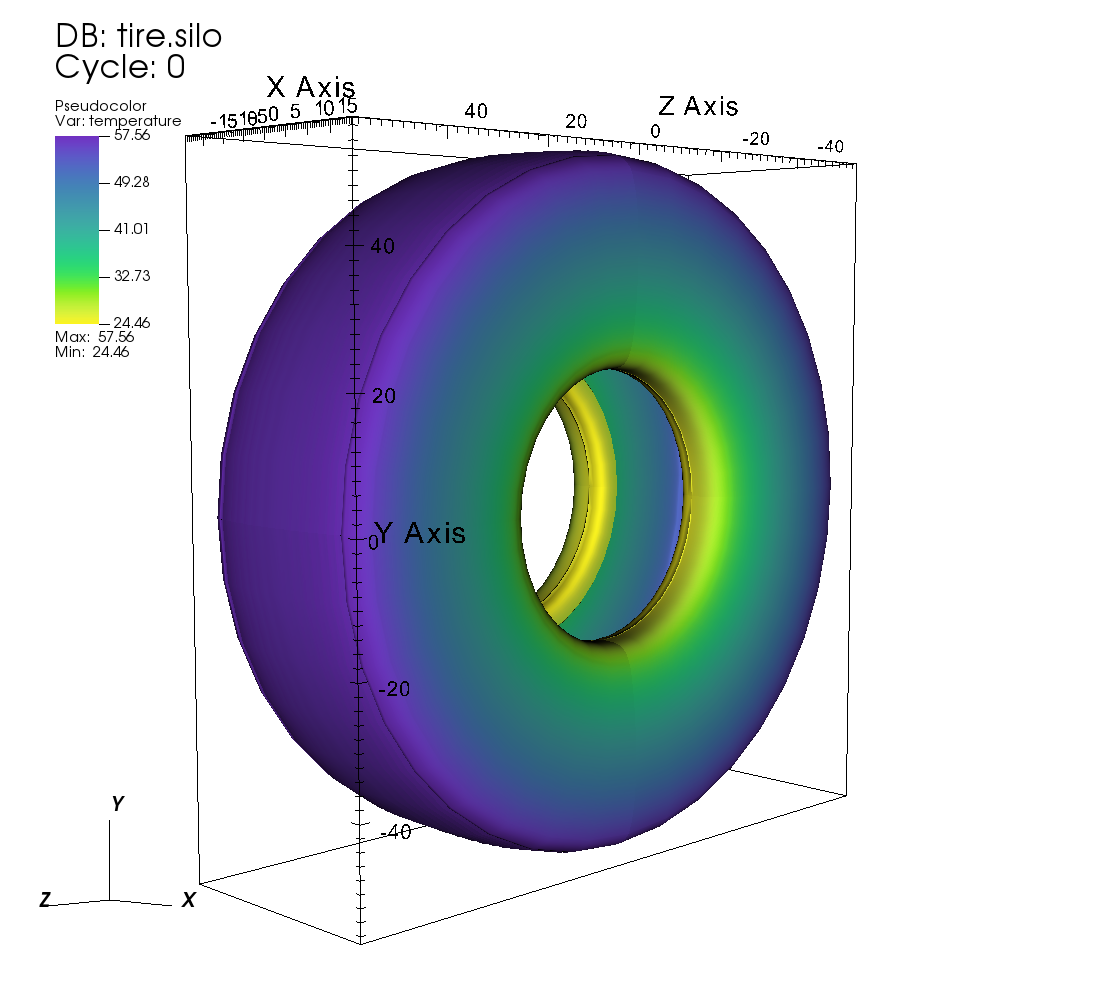 DB: tire.silo
Cycle: 0
Pseudocolor
Var: temperature
57.56
49.28
41.01
32.73
24.46
Max: 57.56
Min: 24.46
X Axis
-15 -10 -5 0 5 10 15
Z Axis
40 20 0 -20 -40
40
20
0
Y Axis
-20
-40
Y
Z
X